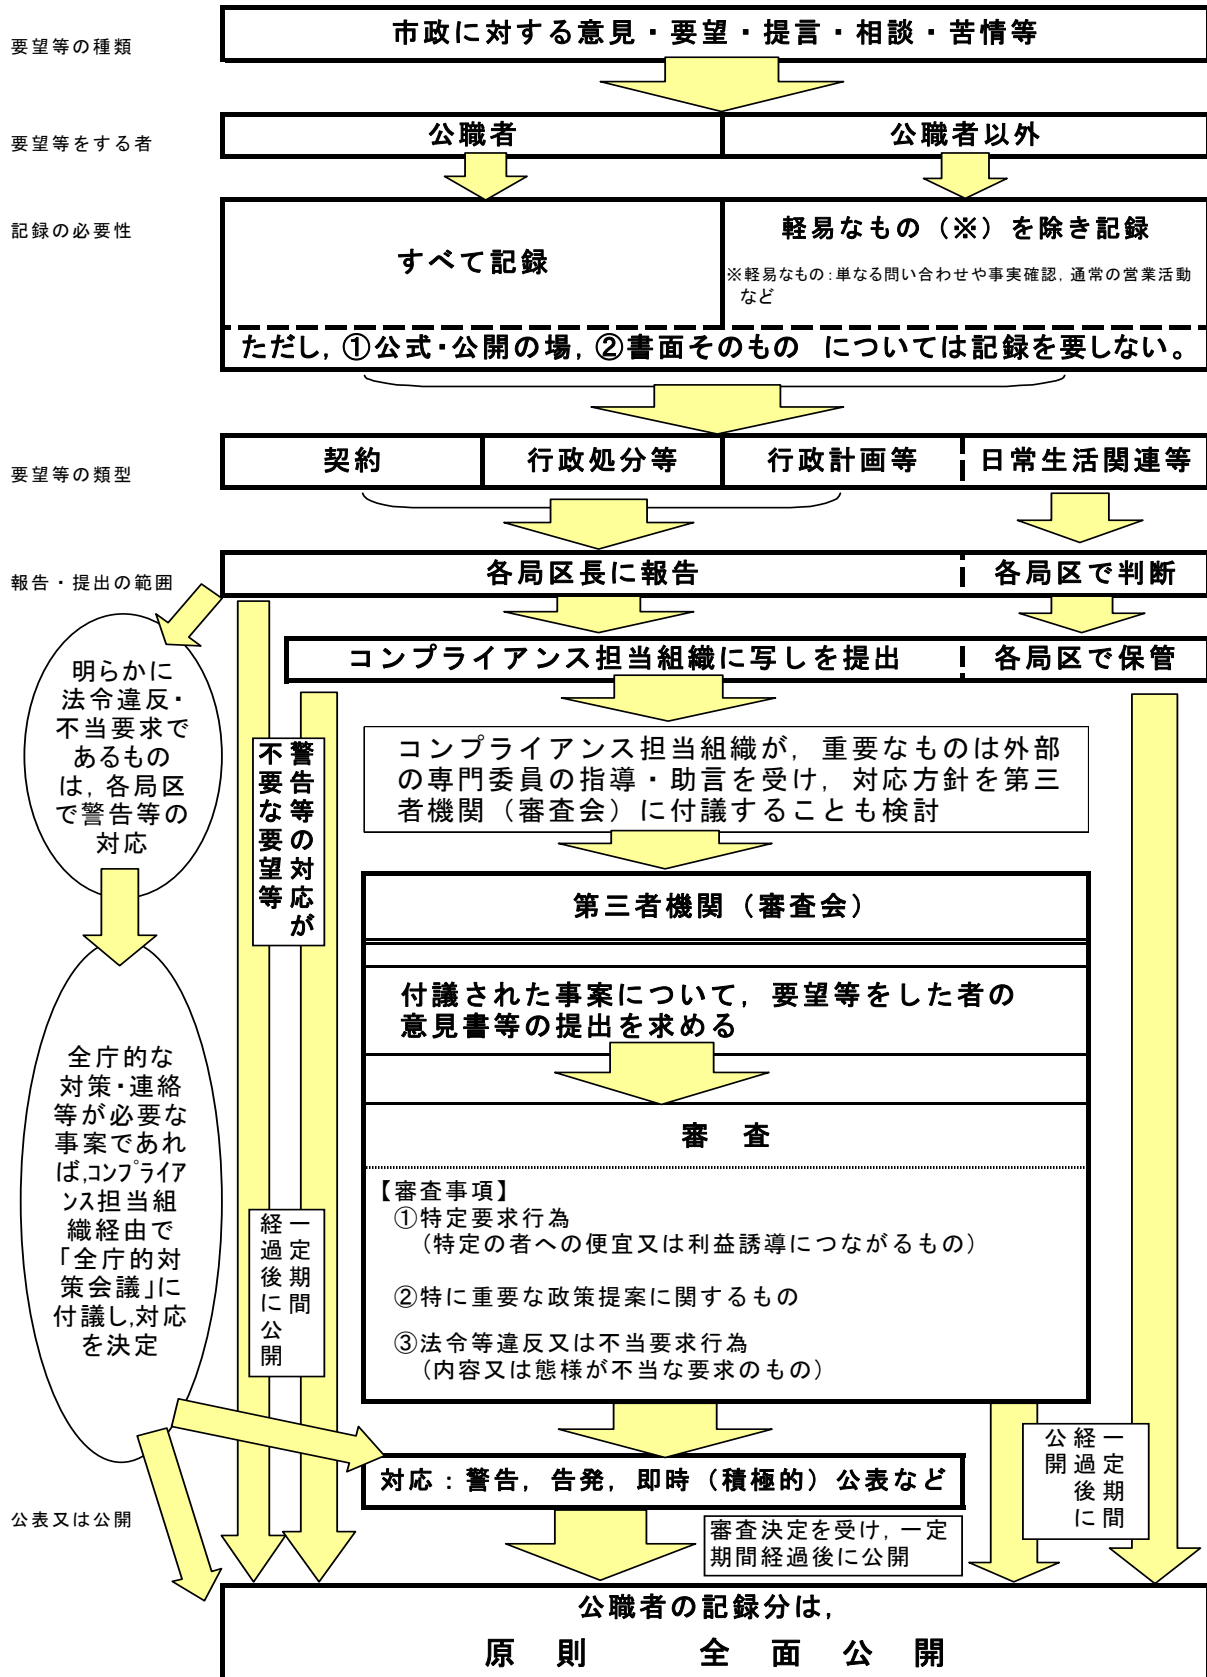 要望等の種類
市政に対する意見・要望・提言・相談・苦情等
要望等をする者
公職者
公職者以外
記録の必要性
すべて記録
軽易なもの（※）を除き記録
※軽易なもの：単なる問い合わせや事実確認，通常の営業活動
など
ただし，①公式・公開の場，②書面そのもの　については記録を要しない。
要望等の類型
契約
行政処分等
行政計画等
日常生活関連等
報告・提出の範囲
各局区長に報告
各局区で判断
コンプライアンス担当組織に写しを提出
各局区で保管
明らかに
法令違反・
不当要求で
あるもの
は，各局区
で警告等の
対応
警告等の対応が
不要な要望等
コンプライアンス担当組織が，重要なものは外部
の専門委員の指導・助言を受け，対応方針を第三
者機関（審査会）に付議することも検討
第三者機関（審査会）
付議された事案について，要望等をした者の
意見書等の提出を求める
審　査
【審査事項】
①特定要求行為
（特定の者への便宜又は利益誘導につながるもの）
②特に重要な政策提案に関するもの
③法令等違反又は不当要求行為
（内容又は態様が不当な要求のもの）
全庁的な
対策・連絡
等が必要な
事案であれ
ば，コンプライア
ンス担当組
織経由で
「全庁的対
策会議」に
付議し，対応
を決定
一定期間
経過後に公開
一定期間
経過後に
公開
対応：警告，告発，即時（積極的）公表など
公表又は公開
審査決定を受け，一定
期間経過後に公開
公職者の記録分は，
原　則　　全　面　公　開